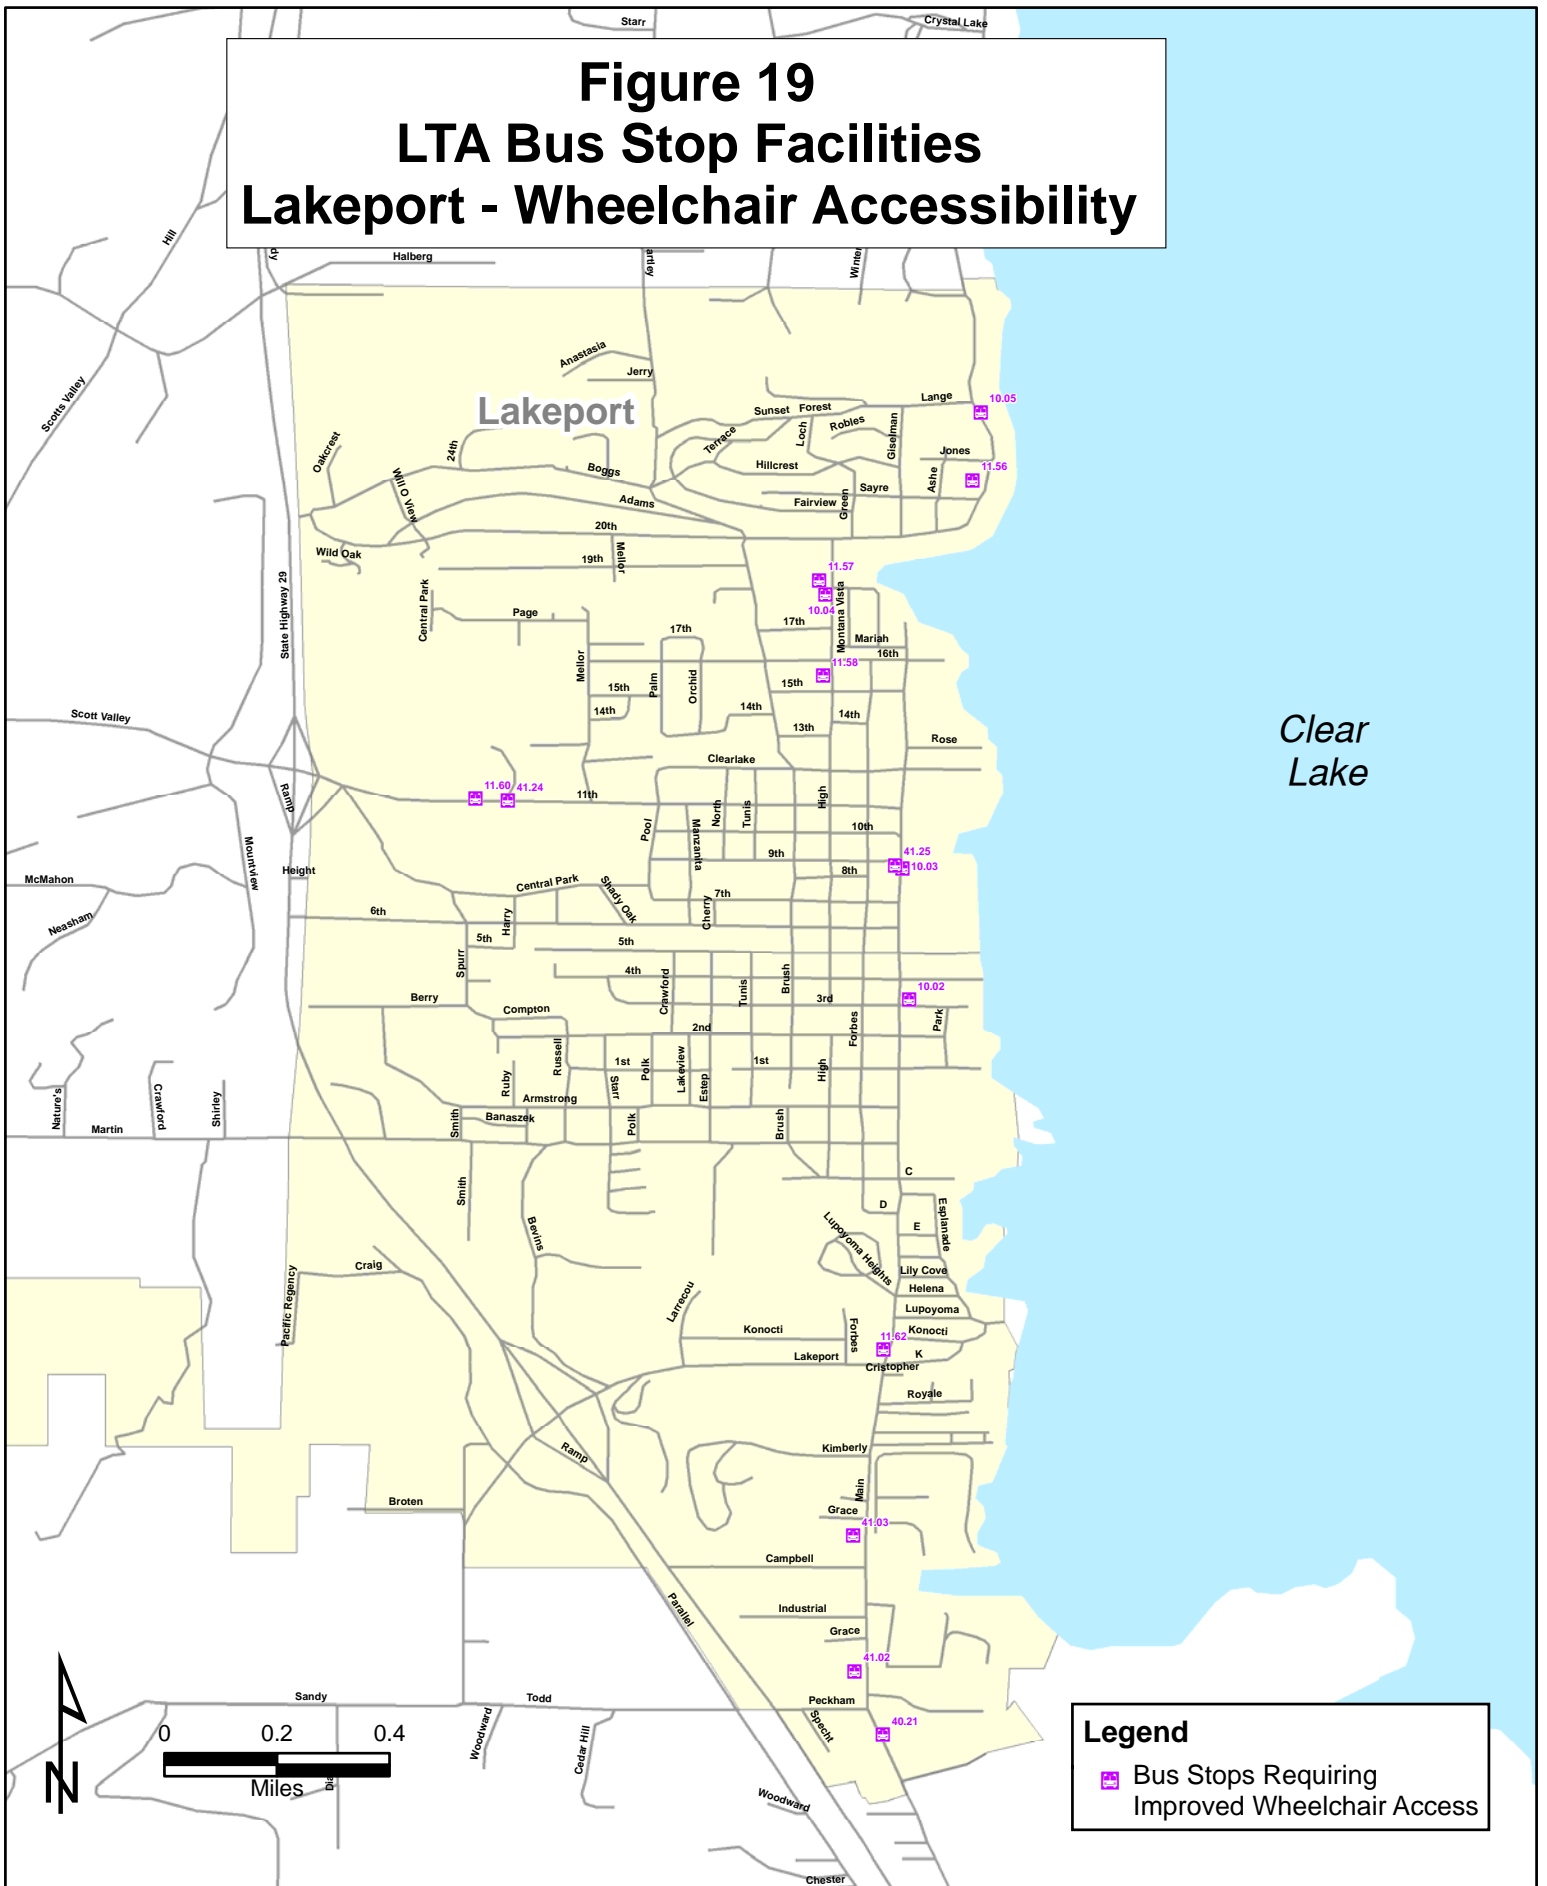 Starr
Crystal Lake
Figure 19
LTA Bus Stop Facilities
Lakeport - Wheelchair Accessibility
Hill
dy
Halberg
artley
Winter
Anastasia
Jerry
Scotts Valley
Lakeport
Lange
10.05
Sunset
Forest
Loch
Robles
Giselman
Terrace
Oakcrest
24th
Jones
Hillcrest
11.56
Boggs
Will O View
Ashe
Sayre
Green
Fairview
Adams
20th
Wild Oak
19th
Mellor
11.57
State Highway 29
Central Park
Page
10.04
Montana Vista
17th
17th
Mariah
16th
11.58
Mellor
15th
Palm
Orchid
15th
14th
14th
14th
13th
Scott Valley
Rose
Clear
Lake
Clearlake
11.60
41.24
11th
Ramp
High
North
Tunis
Pool
Manzanita
10th
Mountview
9th
41.25
10.03
8th
Height
McMahon
Central Park
Shady Oak
7th
6th
Harry
Cherry
Neasham
5th
5th
Spurr
4th
Crawford
Tunis
Brush
10.02
Berry
3rd
Compton
Forbes
Park
2nd
Russell
1st
Polk
Lakeview
Estep
1st
High
Ruby
Starr
Nature's
Crawford
Shirley
Armstrong
Smith
Banaszek
Polk
Brush
Martin
C
Smith
D
Esplanade
E
Bevins
Lupoyoma Heights
Craig
Lily Cove
Pacific Regency
Helena
Larrecou
Lupoyoma
Konocti
Forbes
Konocti
11.62
Lakeport
K
Cristopher
Royale
Ramp
Kimberly
Main
Broten
Grace
41.03
Campbell
Parallel
Industrial
Grace
41.02
Sandy
Todd
Peckham
Specht
40.21
Woodward
Cedar Hill
0 0.2 0.4
Miles
Dia
N
Woodward
Chester
Legend
Bus Stops Requiring
Improved Wheelchair Access